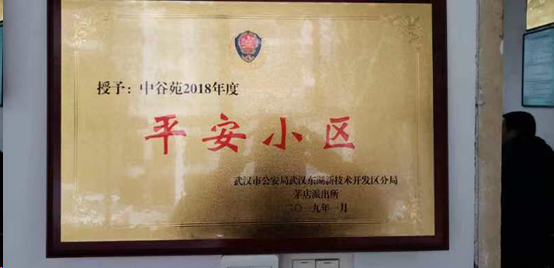 授予：中谷苑2018年度
平安小区
武汉市公安局武汉东湖新技术开发区分局
茅店派出所
二〇一九年一月